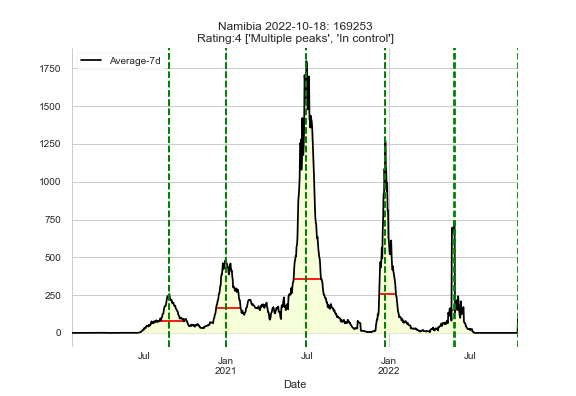 Namibia 2022-10-18: 169253
Rating:4 ['Multiple peaks', 'In control']
Average-7d
1750
1500
1250
1000
750
500
250
0
Jul
Jan
2021
Jul
Jan
2022
Jul
Date